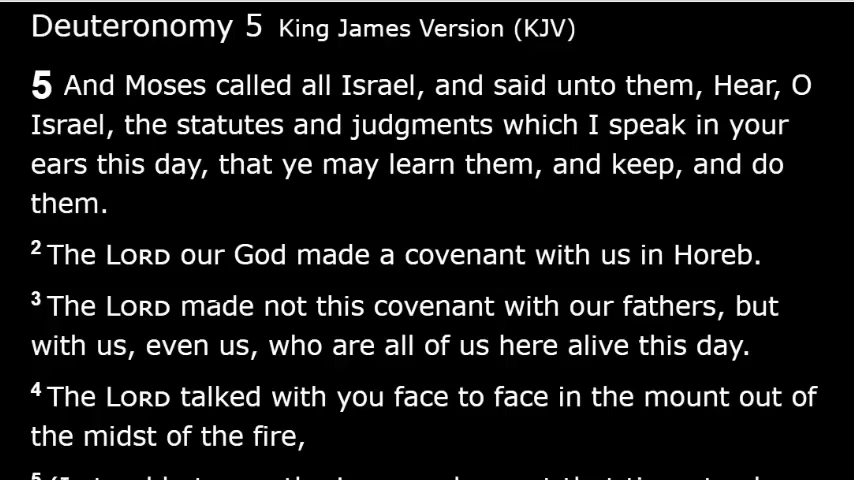 Deuteronomy 5 King James Version (KJV)
5 And Moses called all Israel, and said unto them, Hear, O
Israel, the statutes and judgments which I speak in your
ears this day, that ye may learn them, and keep, and do
them.
2 The LORD our God made a covenant with us in Horeb.
3 The LORD made not this covenant with our fathers, but
with us, even us, who are all of us here alive this day.
4 The LORD talked with you face to face in the mount out of
the midst of the fire,